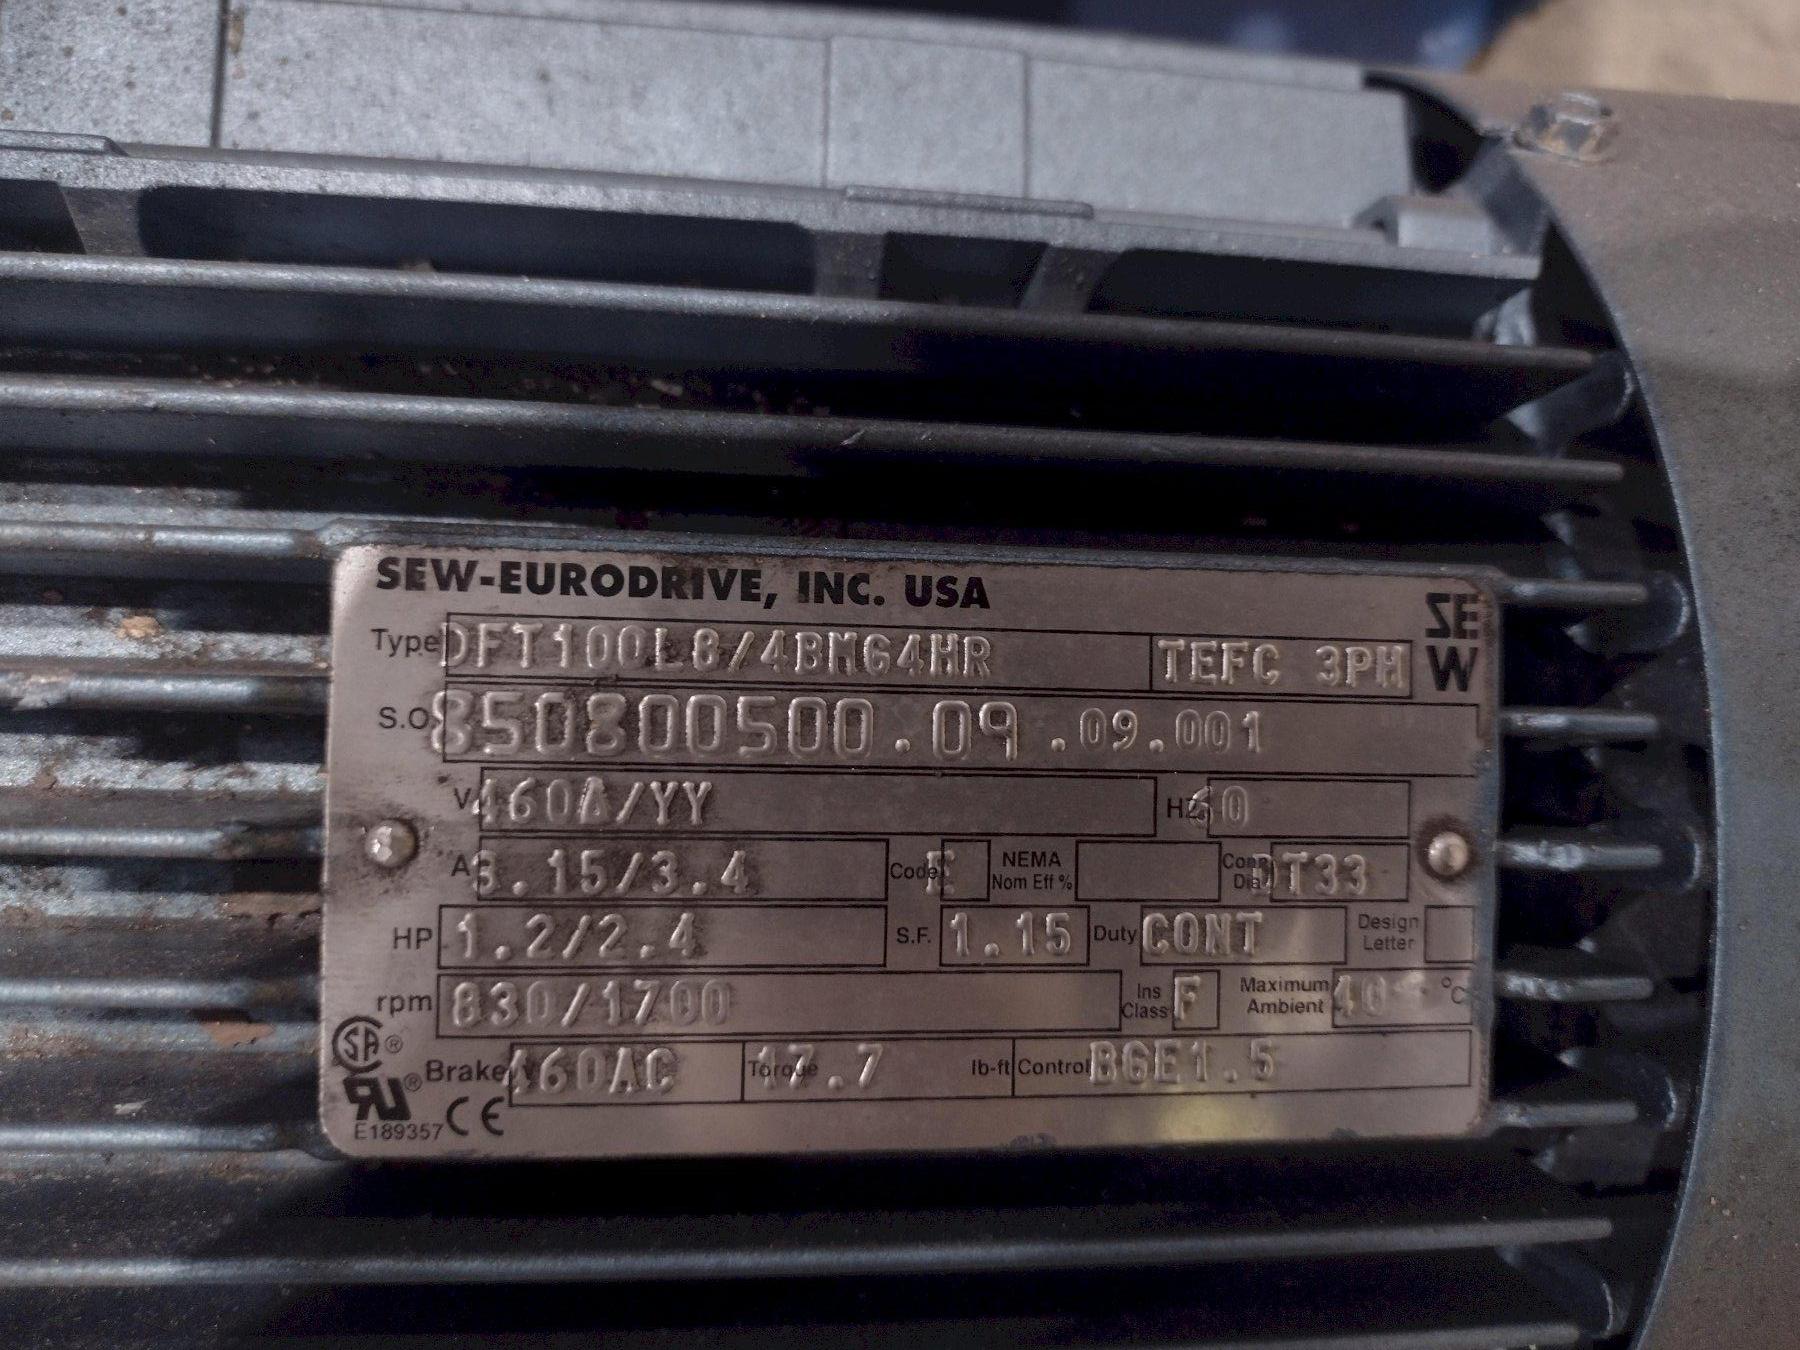 SEW-EURODRIVE, INC. USA
SEW
Type DFT100L8/4BMG4HR TEFC 3PH
S.O. 850800500.09.09.001
V 460Δ/YY HZ 60
A 3.15/3.4 Code E NEMA Nom Eff % Conn Dia DT33
HP 1.2/2.4 S.F. 1.15 Duty CONT Design Letter
rpm 830/1700 Ins Class F Maximum Ambient 40 °C
SA ®
Brake V 460AC Torque 17.7 lb-ft Control BGE1.5
RU ® CE
E189357